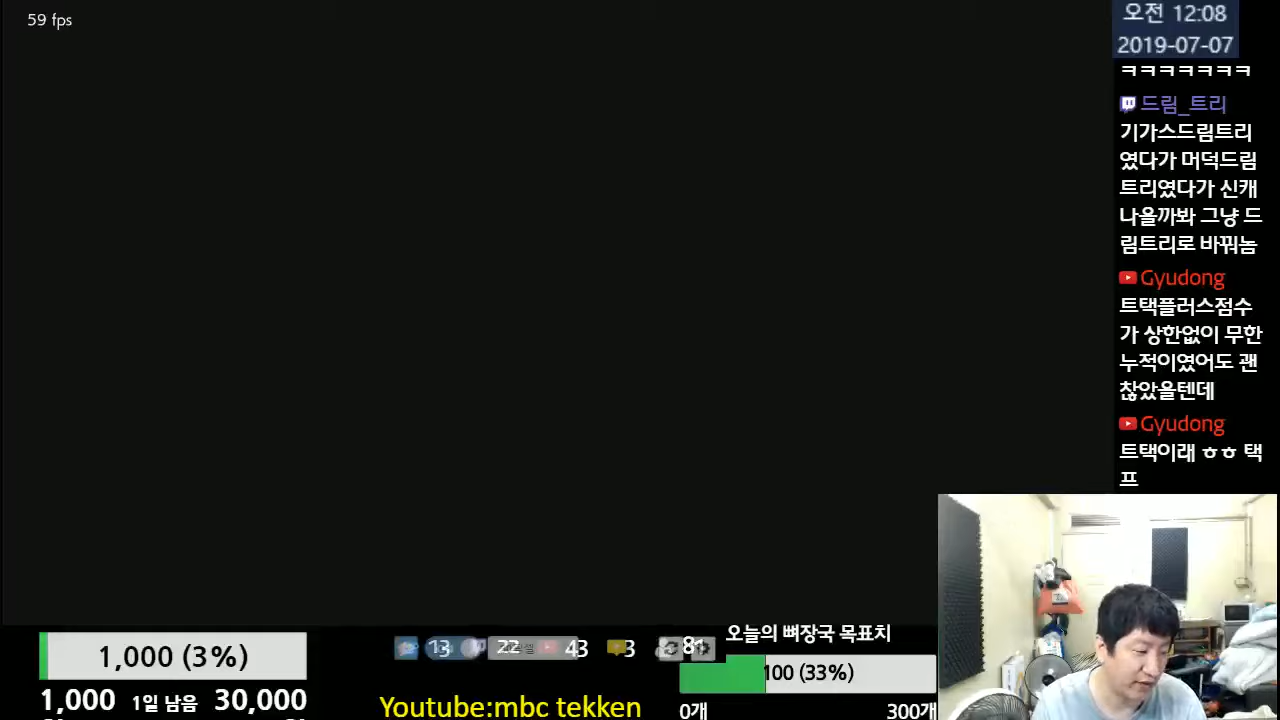 59 fps
오전 12:08
2019-07-07
ㅋㅋㅋㅋㅋㅋㅋ
드림_트리
기가스드림트리
였다가 머덕드림
트리였다가 신캐
나올까봐 그냥 드
림트리로 바꿔놈
Gyudong
트택플러스점수
가 상한없이 무한
누적이였어도 괜
찮았을텐데
Gyudong
트택이래 ㅎㅎ 택
프
1,000 (3%)
1,000 1일 남음 30,000
13 22 43 3 81
Youtube:mbc tekken
오늘의 뼈장국 목표치
100 (33%)
0개 300개